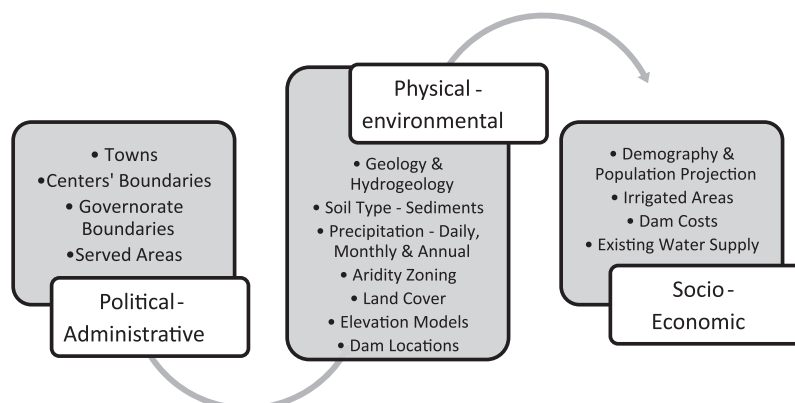 • Towns
•Centers' Boundaries
• Governorate
Boundaries
•Served Areas
Political-
Administrative
Physical -
environmental
• Geology &
Hydrogeology
• Soil Type - Sediments
• Precipitation - Daily,
Monthly & Annual
• Aridity Zoning
• Land Cover
• Elevation Models
• Dam Locations
• Demography &
Population Projection
• Irrigated Areas
• Dam Costs
• Existing Water Supply
Socio-
Economic